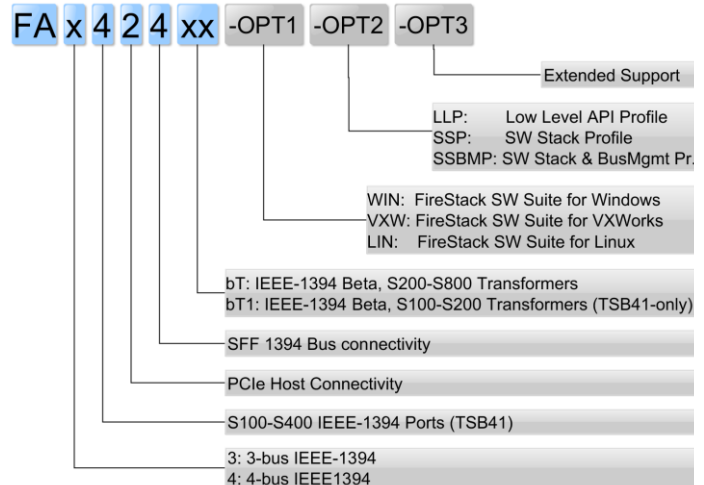 FA x 4 2 4 xx -OPT1 -OPT2 -OPT3
Extended Support
LLP: Low Level API Profile
SSP: SW Stack Profile
SSBMP: SW Stack & BusMgmt Pr.
WIN: FireStack SW Suite for Windows
VXW: FireStack SW Suite for VXWorks
LIN: FireStack SW Suite for Linux
bT: IEEE-1394 Beta, S200-S800 Transformers
bT1: IEEE-1394 Beta, S100-S200 Transformers (TSB41-only)
SFF 1394 Bus connectivity
PCIe Host Connectivity
S100-S400 IEEE-1394 Ports (TSB41)
3: 3-bus IEEE-1394
4: 4-bus IEEE1394